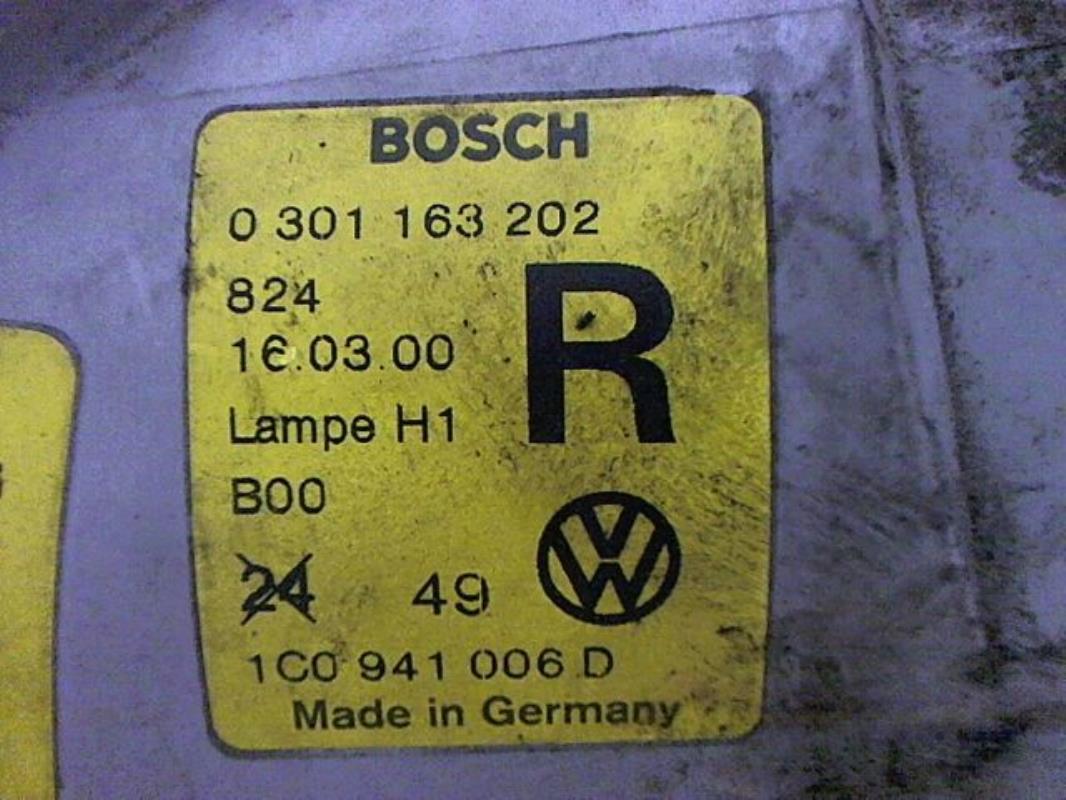 BOSCH
0 301 163 202
824
R
16.03.00
Lampe H1
B00
24 49
VW
1C0 941 006 D
Made in Germany